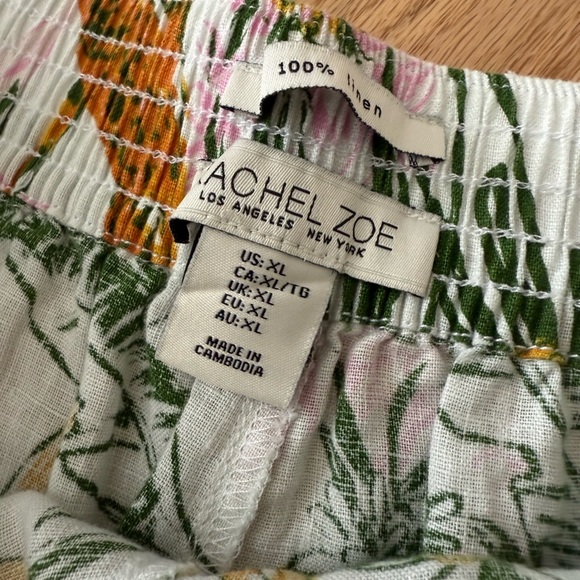 100% linen
RACHEL ZOE
LOS ANGELES NEW YORK
US: XL
CA: XL/TG
UK: XL
EU: XL
AU: XL
MADE IN
CAMBODIA